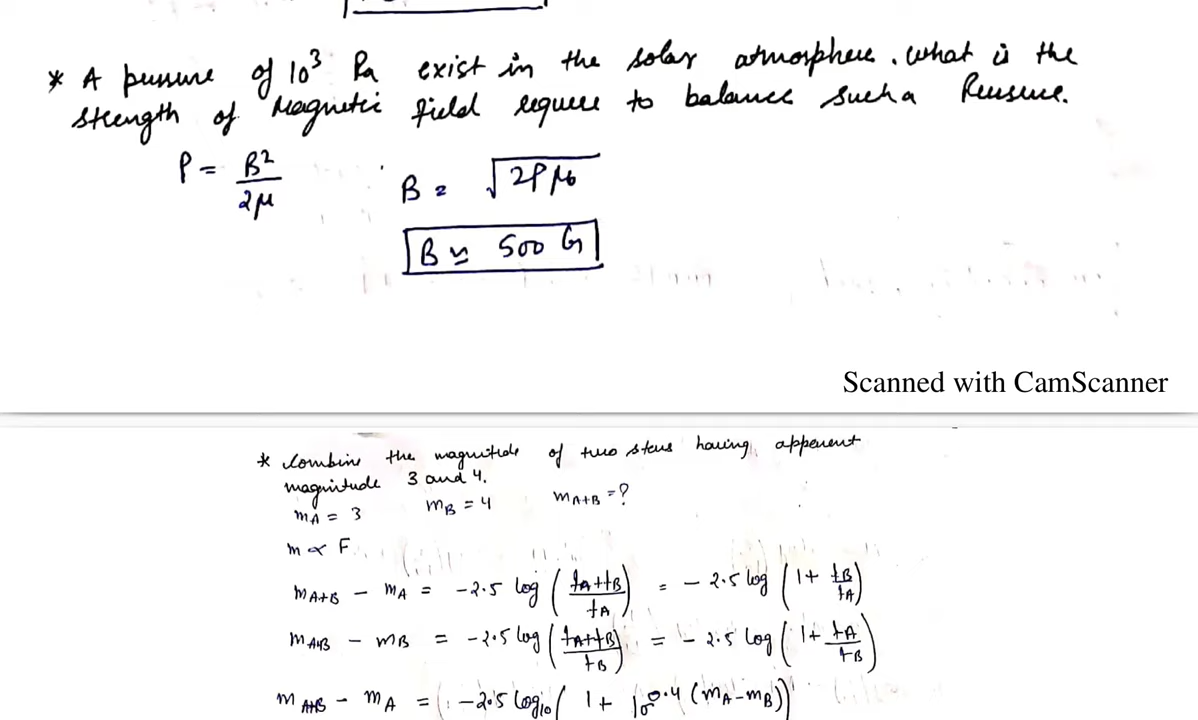 * A pressure of 10³ Pa exist in the solar atmosphere. What is the
strength of Magnetic field requere to balance such a Pressure.
P = B²/2μ    B = √2Pμ₀
B ≃ 500 G
Scanned with CamScanner
* Combine the magnitude of two stars having apperent
magnitude 3 and 4.
mA = 3    mB = 4    mA+B = ?
m ∝ F
mA+B - mA = -2.5 log (fA+fB/fA) = -2.5 log (1 + fB/fA)
mAB - mB = -2.5 log (fA+fB/fB) = -2.5 log (1 + fA/fB)
mA+B - mA = -2.5 log₁₀ (1 + 10^0.4 (mA-mB))